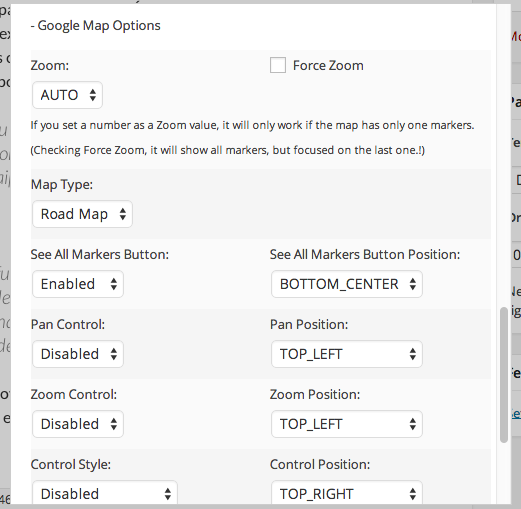 - Google Map Options
Zoom:
Force Zoom
AUTO
If you set a number as a Zoom value, it will only work if the map has only one markers.
(Checking Force Zoom, it will show all markers, but focused on the last one.!)
Map Type:
Road Map
See All Markers Button:
See All Markers Button Position:
Enabled
BOTTOM_CENTER
Pan Control:
Pan Position:
Disabled
TOP_LEFT
Zoom Control:
Zoom Position:
Disabled
TOP_LEFT
Control Style:
Control Position:
Disabled
TOP_RIGHT